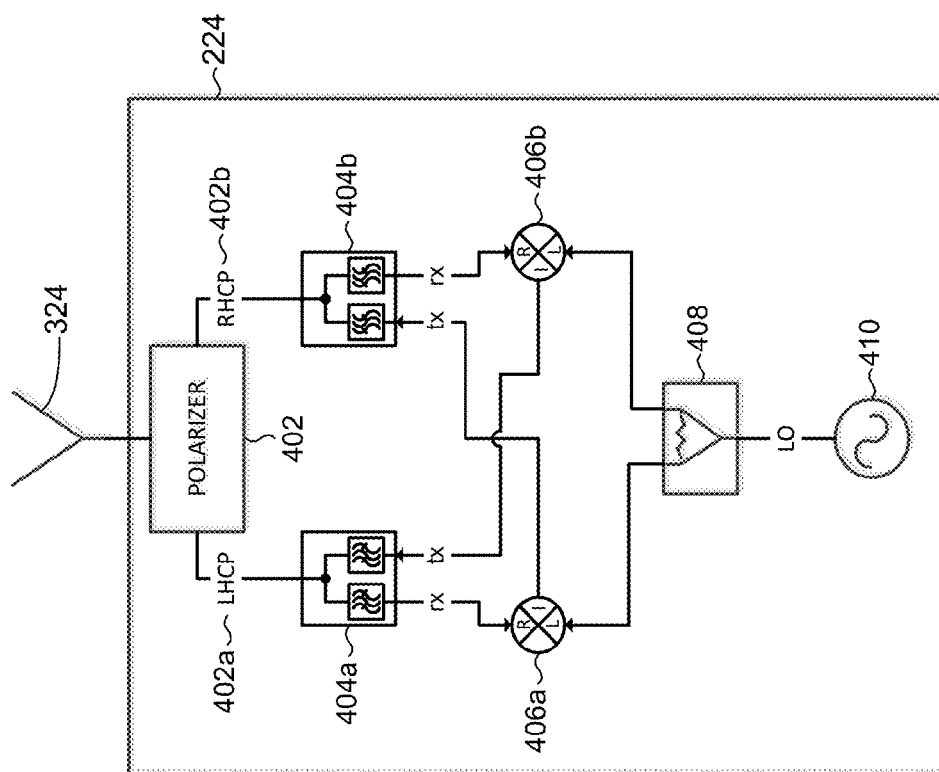 324
224
POLARIZER
402
402a
LHCP
RHCP
402b
404a
404b
rx
tx
tx
rx
406a
R
I
L
406b
R
I
L
408
LO
410